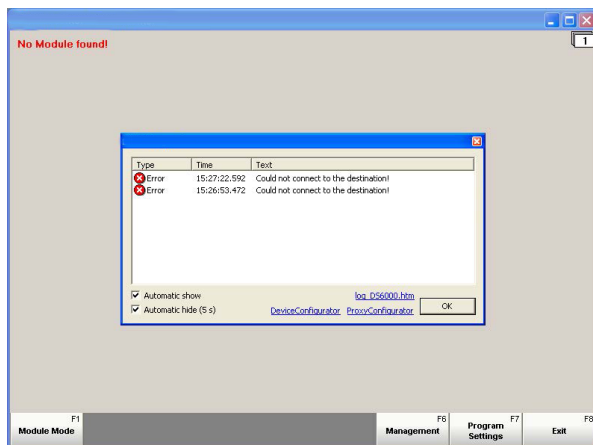 No Module found!
1
Type Time Text
Error 15:27:22.592 Could not connect to the destination!
Error 15:26:53.472 Could not connect to the destination!
Automatic show log_DS6000.htm
Automatic hide (5 s) DeviceConfigurator ProxyConfigurator OK
F1 F6 F7 F8
Module Mode Management Program Settings Exit